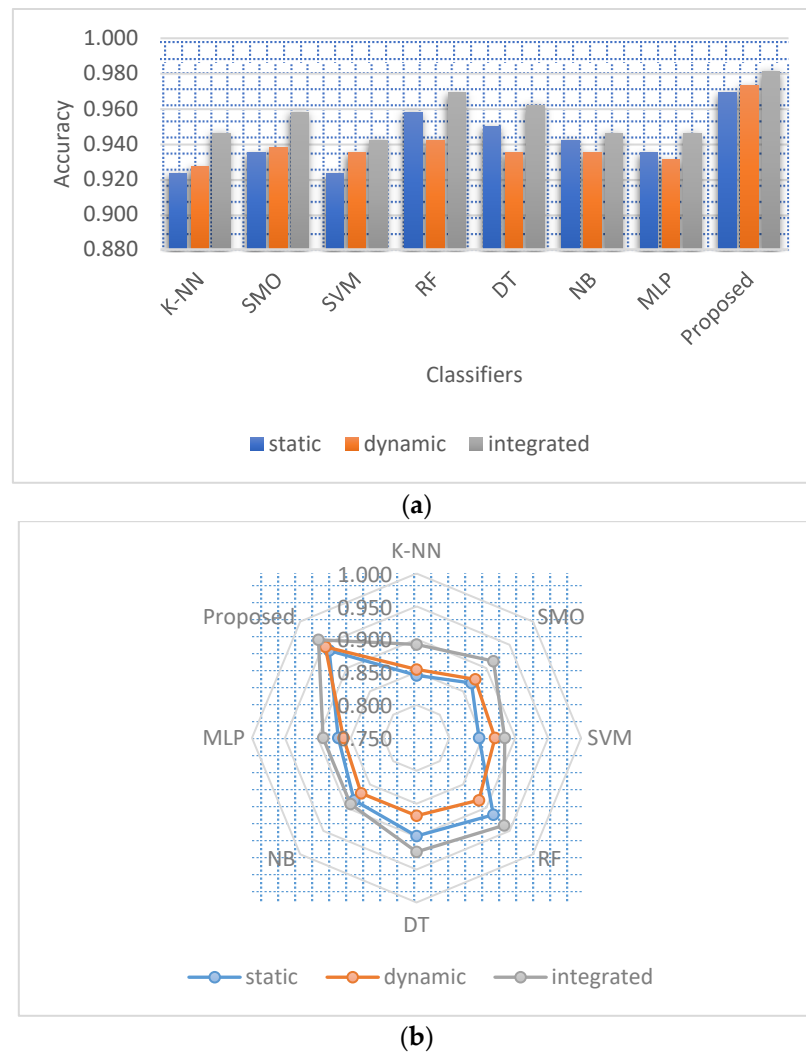 1.000
0.980
0.960
0.940
0.920
0.900
0.880
Accuracy
K-NN
SMO
SVM
RF
DT
NB
MLP
Proposed
Classifiers
static dynamic integrated
(a)
K-NN
1.000
0.950
0.900
0.850
0.800
0.750
SMO
SVM
RF
DT
NB
MLP
Proposed
static dynamic integrated
(b)